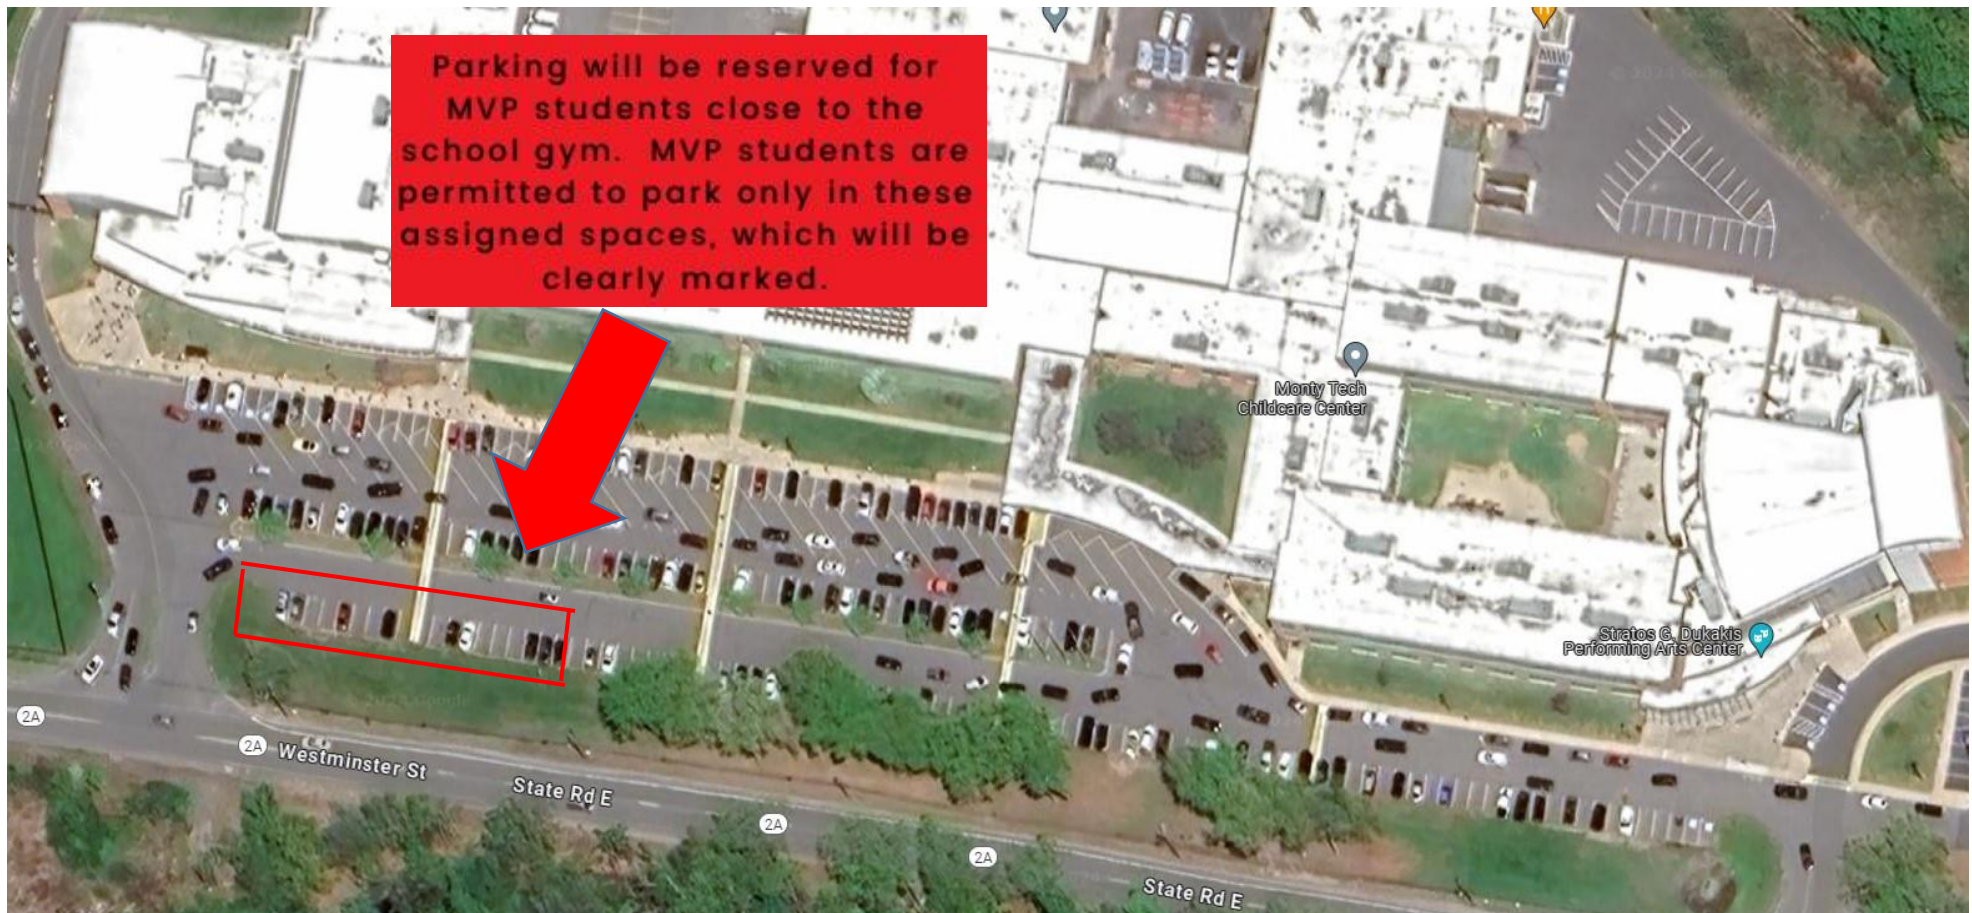 Parking will be reserved for
MVP students close to the
school gym. MVP students are
permitted to park only in these
assigned spaces, which will be
clearly marked.
Monty Tech
Childcare Center
Stratos G. Dukakis
Performing Arts Center
2A
2A
Westminster St
State Rd E
2A
2A
State Rd E